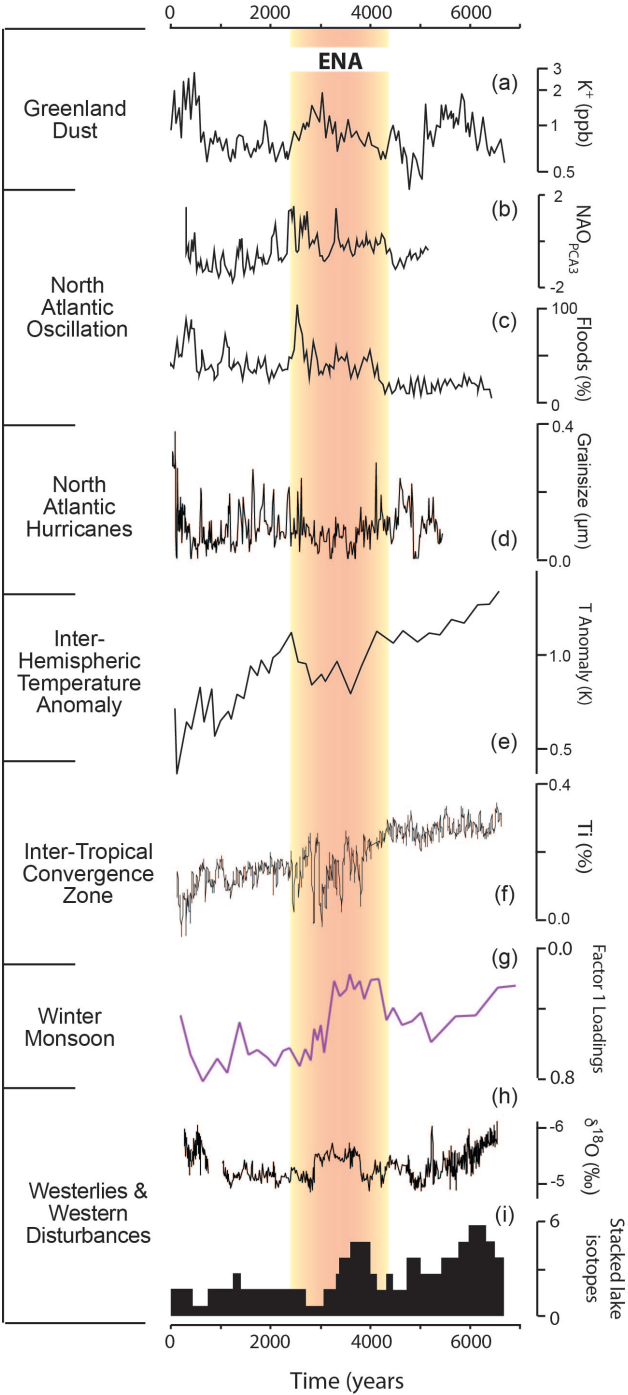 0 2000 4000 6000
ENA
Greenland
Dust
(a)
3
2
1
0.5
K+ (ppb)
North
Atlantic
Oscillation
(b)
2
-2
NAOPCA3
(c)
100
0
Floods (%)
North
Atlantic
Hurricanes
(d)
0.4
0.0
Grainsize (μm)
Inter-
Hemispheric
Temperature
Anomaly
(e)
1.0
0.5
T Anomaly (K)
Inter-Tropical
Convergence
Zone
(f)
0.4
0.0
Ti (%)
Winter
Monsoon
(g)
0.0
0.8
Factor 1 Loadings
Westerlies &
Western
Disturbances
(h)
-6
-5
δ18O (‰)
(i)
6
0
Stacked lake
isotopes
0 2000 4000 6000
Time (years